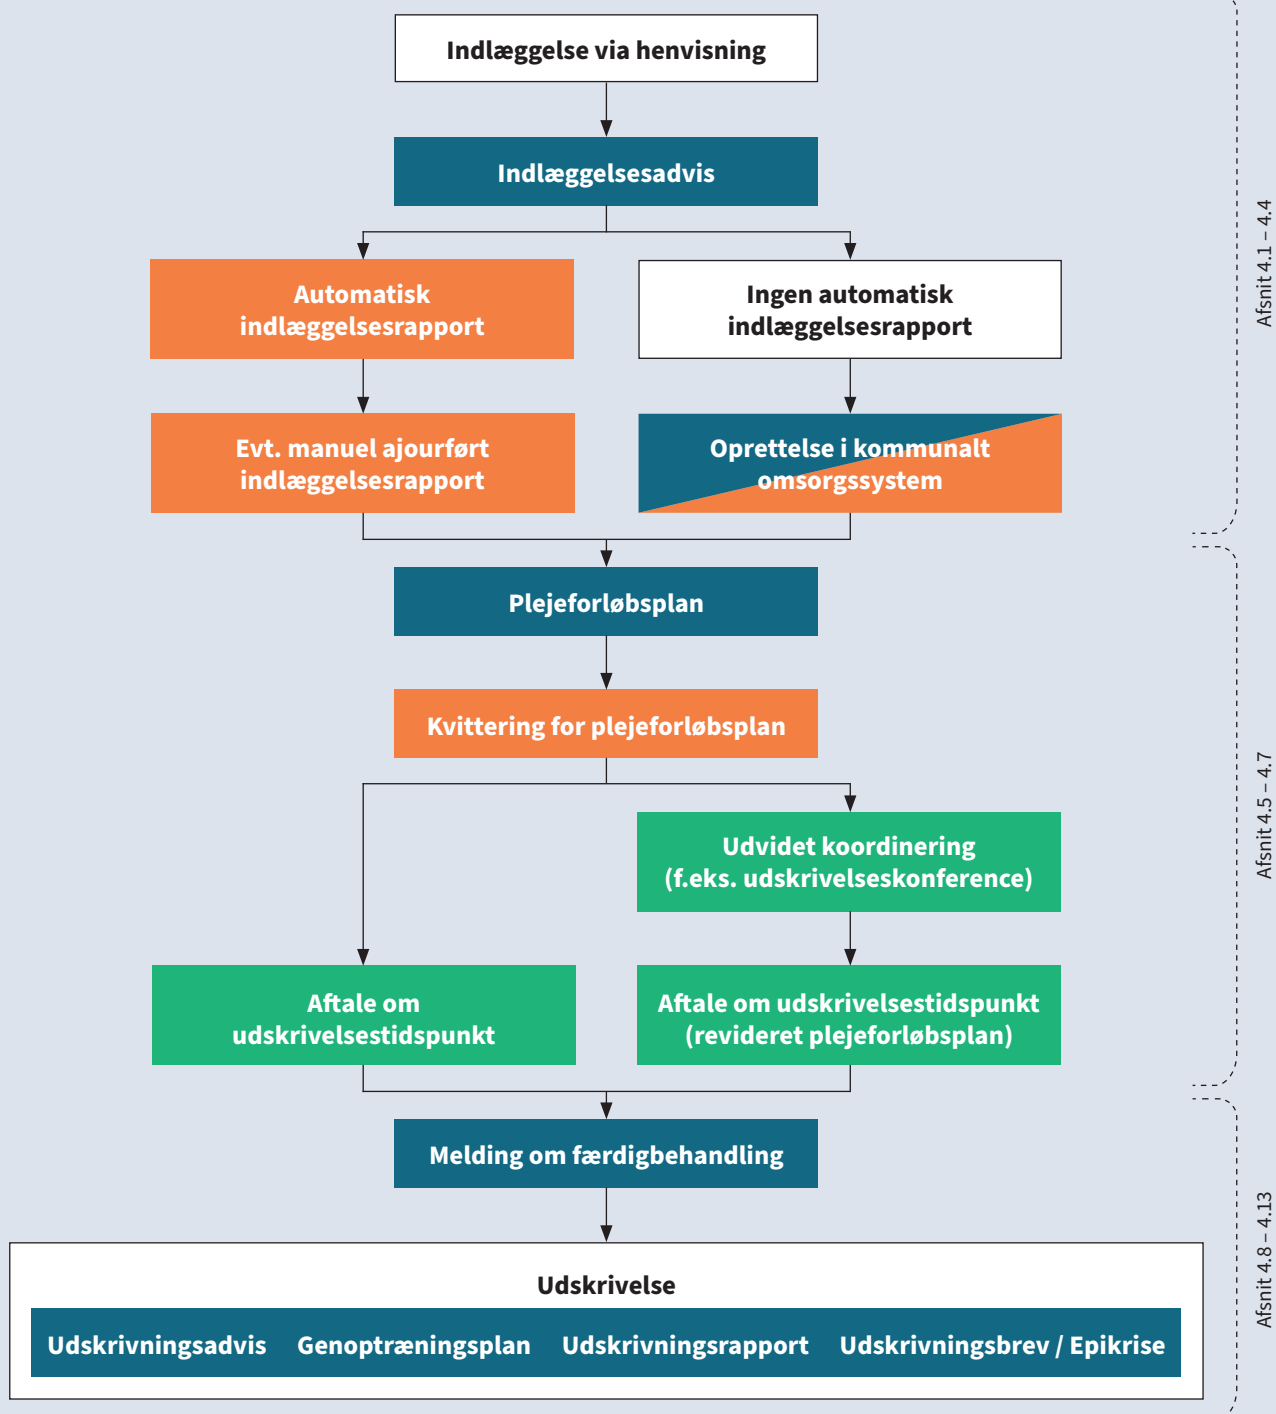 Indlæggelse via henvisning
Indlæggelsesadvis
Automatisk
indlæggelsesrapport
Ingen automatisk
indlæggelsesrapport
Evt. manuel ajourført
indlæggelsesrapport
Oprettelse i kommunalt
omsorgssystem
Afsnit 4.1 – 4.4
Plejeforløbsplan
Kvittering for plejeforløbsplan
Udvidet koordinering
(f.eks. udskrivelseskonference)
Aftale om
udskrivelsestidspunkt
Aftale om udskrivelsestidspunkt
(revideret plejeforløbsplan)
Afsnit 4.5 – 4.7
Melding om færdigbehandling
Udskrivelse
Udskrivningsadvis Genoptræningsplan Udskrivningsrapport Udskrivningsbrev / Epikrise
Afsnit 4.8 – 4.13